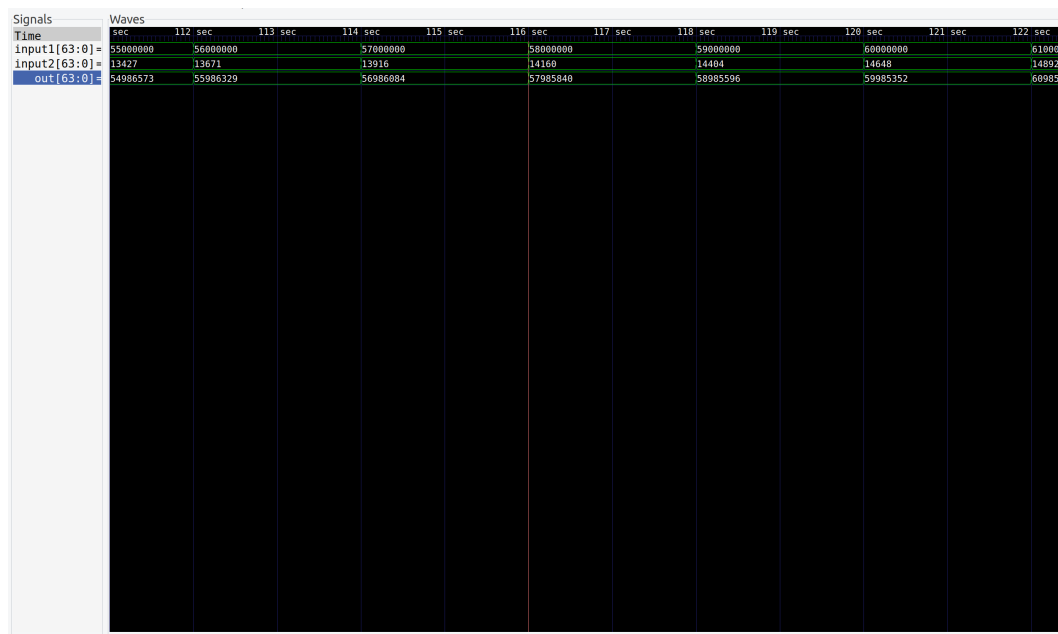 Signals Waves
Time sec 112 sec 113 sec 114 sec 115 sec 116 sec 117 sec 118 sec 119 sec 120 sec 121 sec 122 sec
input1[63:0]= 55000000 56000000 57000000 58000000 59000000 60000000 61000
input2[63:0]= 13427 13671 13916 14160 14404 14648 14892
out[63:0]= 54986573 55986329 56986084 57985840 58985596 59985352 60985